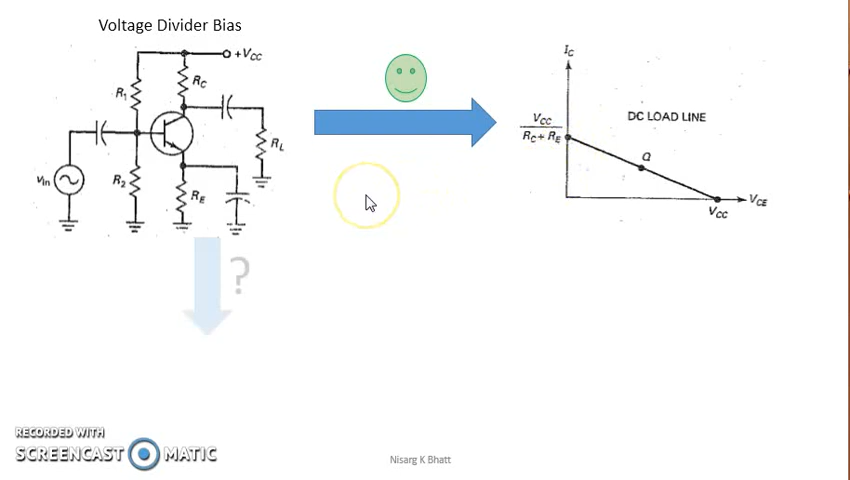 Voltage Divider Bias
+VCC
RC
R1
RL
Vin
R2
RE
?
IC
VCC
RC + RE
DC LOAD LINE
Q
VCE
VCC
RECORDED WITH
SCREENCAST MATIC
Nisarg K Bhatt